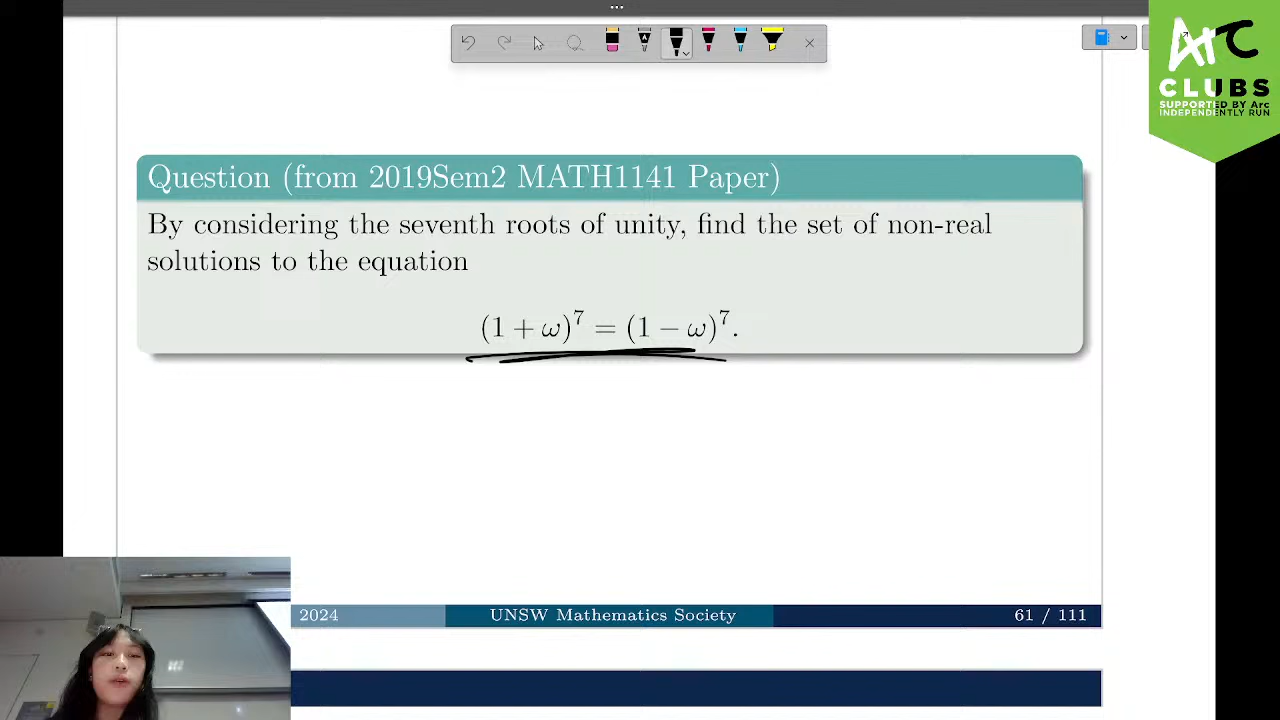 ArC
CLUBS
SUPPORTED BY Arc
INDEPENDENTLY RUN
Question (from 2019Sem2 MATH1141 Paper)
By considering the seventh roots of unity, find the set of non-real
solutions to the equation
(1 + ω)⁷ = (1 − ω)⁷.
2024
UNSW Mathematics Society
61 / 111